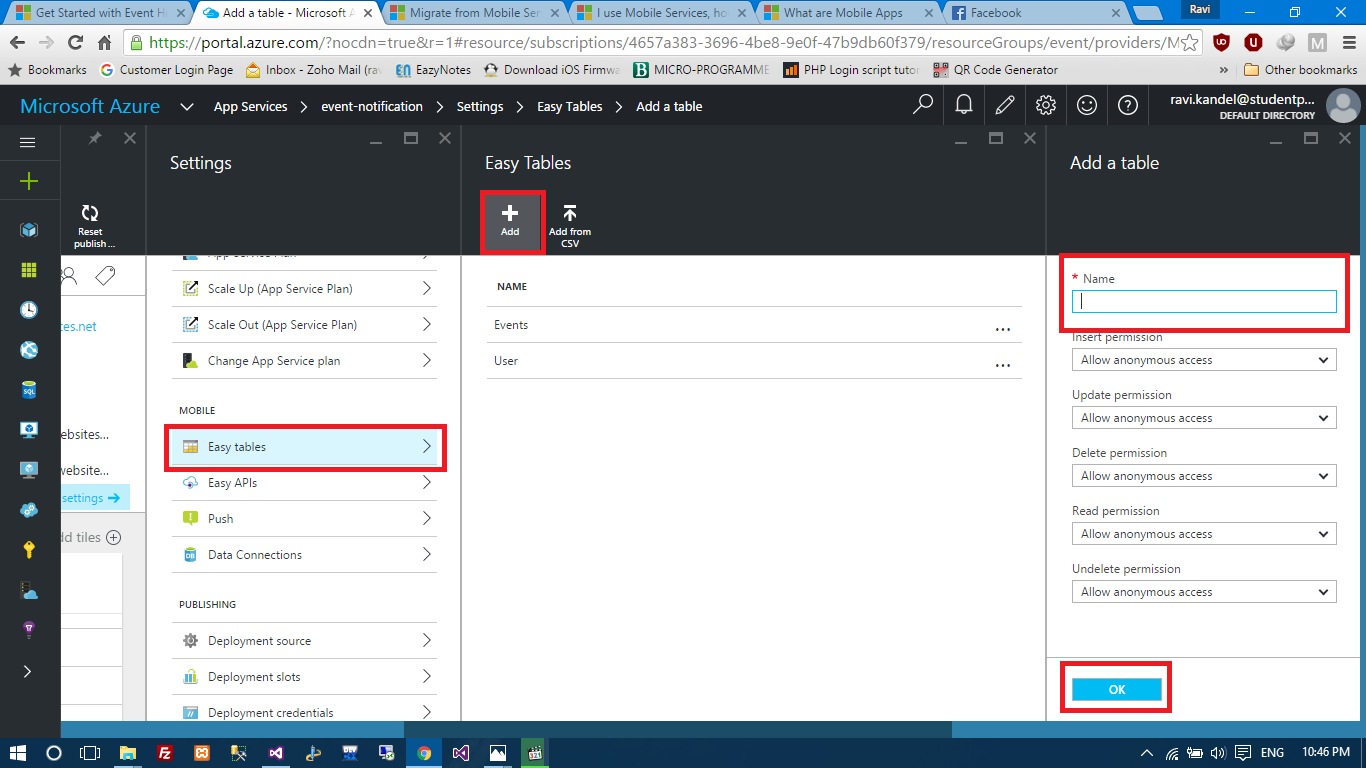 Get Started with Event H
Add a table - Microsoft A
Migrate from Mobile Ser
I use Mobile Services, ho
What are Mobile Apps
Facebook
Ravi
https://portal.azure.com/?nocdn=true&r=1#resource/subscriptions/4657a383-3696-4be8-9e0f-47b9db60f379/resourceGroups/event/providers/M
Bookmarks
Customer Login Page
Inbox - Zoho Mail (rav
EazyNotes
Download iOS Firmwa
MICRO-PROGRAMME
PHP Login script tutor
QR Code Generator
»
Other bookmarks
Microsoft Azure
App Services
event-notification
Settings
Easy Tables
Add a table
ravi.kandel@studentp...
DEFAULT DIRECTORY
Reset
publish ...
ces.net
ebsites...
website...
settings
dd tiles
Settings
App Service Plan
Scale Up (App Service Plan)
Scale Out (App Service Plan)
Change App Service plan
MOBILE
Easy tables
Easy APIs
Push
Data Connections
PUBLISHING
Deployment source
Deployment slots
Deployment credentials
Easy Tables
Add
Add from
CSV
NAME
Events
...
User
...
Add a table
* Name
Insert permission
Allow anonymous access
Update permission
Allow anonymous access
Delete permission
Allow anonymous access
Read permission
Allow anonymous access
Undelete permission
Allow anonymous access
OK
ENG
10:46 PM